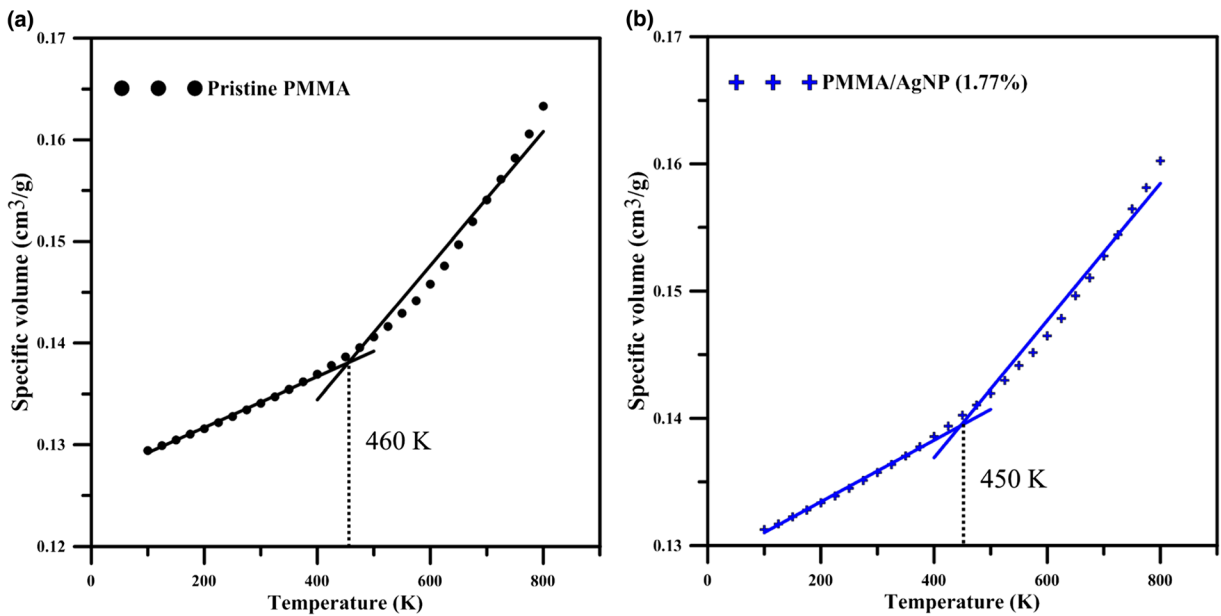 (a)
0.17
0.16
0.15
0.14
0.13
0.12
Specific volume (cm³/g)
Pristine PMMA
460 K
0 200 400 600 800
Temperature (K)
(b)
0.17
0.16
0.15
0.14
0.13
Specific volume (cm³/g)
PMMA/AgNP (1.77%)
450 K
0 200 400 600 800
Temperature (K)